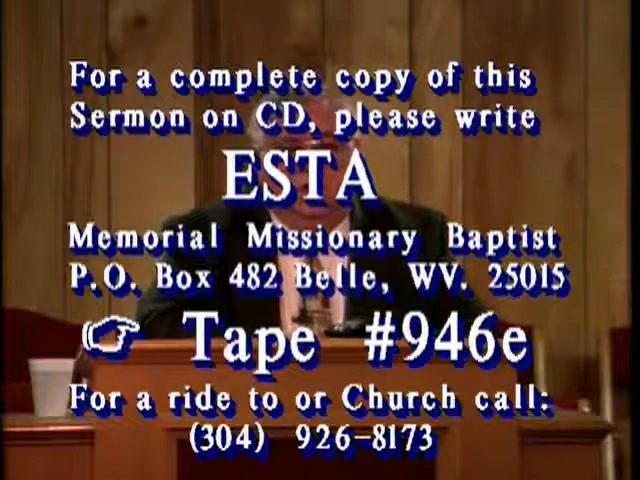 For a complete copy of this
Sermon on CD, please write
ESTA
Memorial Missionary Baptist
P.O. Box 482 Belle, WV. 25015
☞ Tape #946e
For a ride to or Church call:
(304) 926-8173